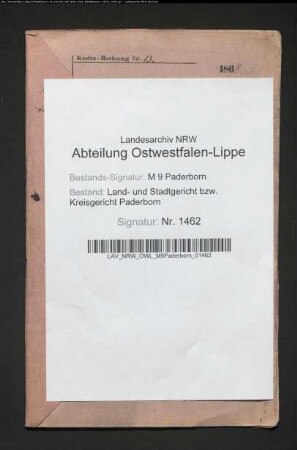 Landesarchiv NRW
Abteilung Ostwestfalen-Lippe
Bestands-Signatur: M 9 Paderborn
Bestand: Land- und Stadtgericht bzw.
Kreisgericht Paderborn
Signatur: Nr. 1462
LAV_NRW_OWL_M9Paderborn_01462